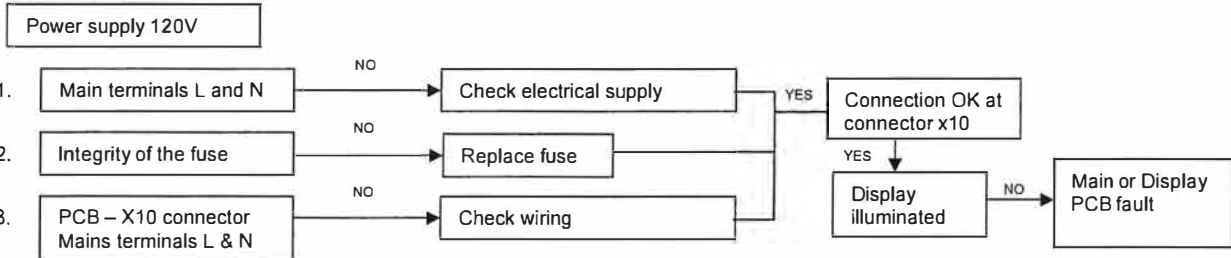 Power supply 120V
NO
1. Main terminals L and N
Check electrical supply
YES
Connection OK at
connector x10
NO
2. Integrity of the fuse
Replace fuse
YES
NO
3. PCB – X10 connector
Mains terminals L & N
Check wiring
Display
illuminated
NO
Main or Display
PCB fault